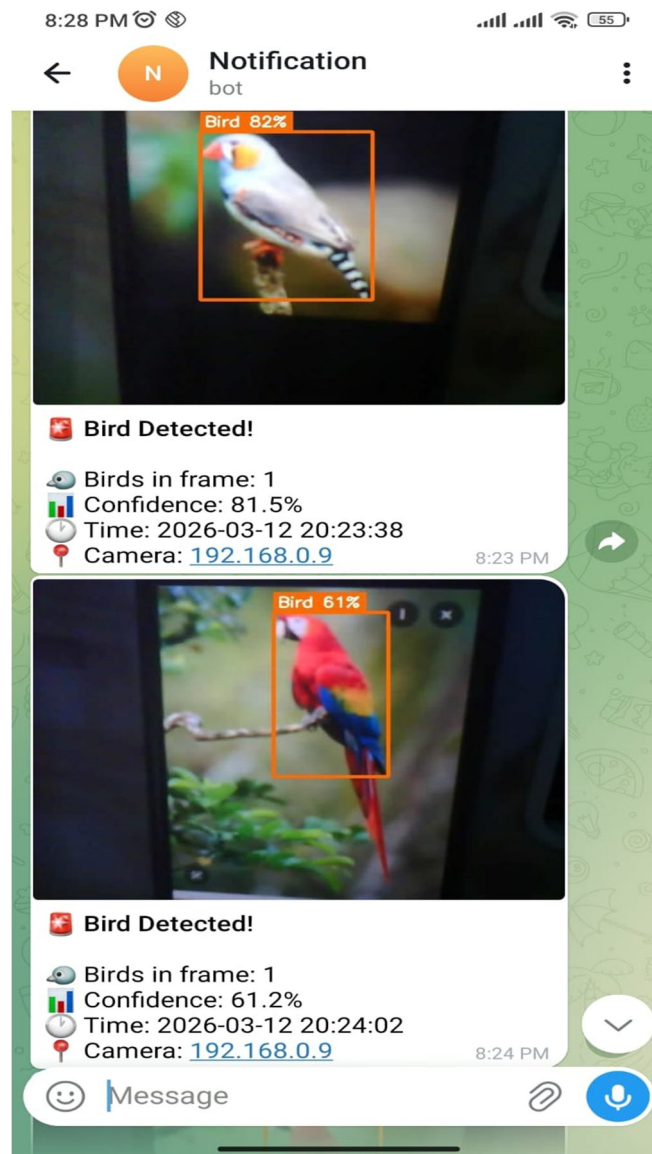 8:28 PM
55
N
Notification
bot
Bird 82%
Bird Detected!
Birds in frame: 1
Confidence: 81.5%
Time: 2026-03-12 20:23:38
Camera: 192.168.0.9
8:23 PM
Bird 61%
Bird Detected!
Birds in frame: 1
Confidence: 61.2%
Time: 2026-03-12 20:24:02
Camera: 192.168.0.9
8:24 PM
Message